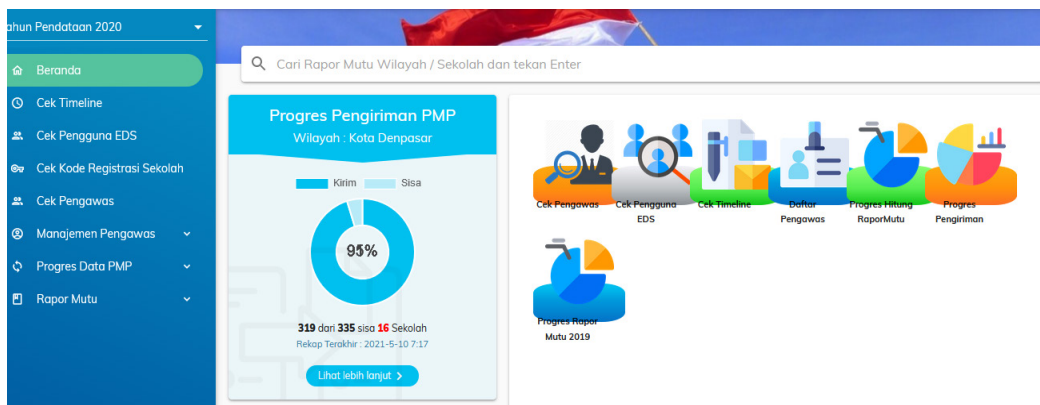 ahun Pendataan 2020
Beranda
Cek Timeline
Cek Pengguna EDS
Cek Kode Registrasi Sekolah
Cek Pengawas
Manajemen Pengawas
Progres Data PMP
Rapor Mutu
Cari Rapor Mutu Wilayah / Sekolah dan tekan Enter
Progres Pengiriman PMP
Wilayah : Kota Denpasar
Kirim Sisa
95%
319 dari 335 sisa 16 Sekolah
Rekap Terakhir : 2021-5-10 7:17
Lihat lebih lanjut
Cek Pengawas
Cek Pengguna
EDS
Cek Timeline
Daftar
Pengawas
Progres Hitung
RaporMutu
Progres
Pengiriman
Progres Rapor
Mutu 2019